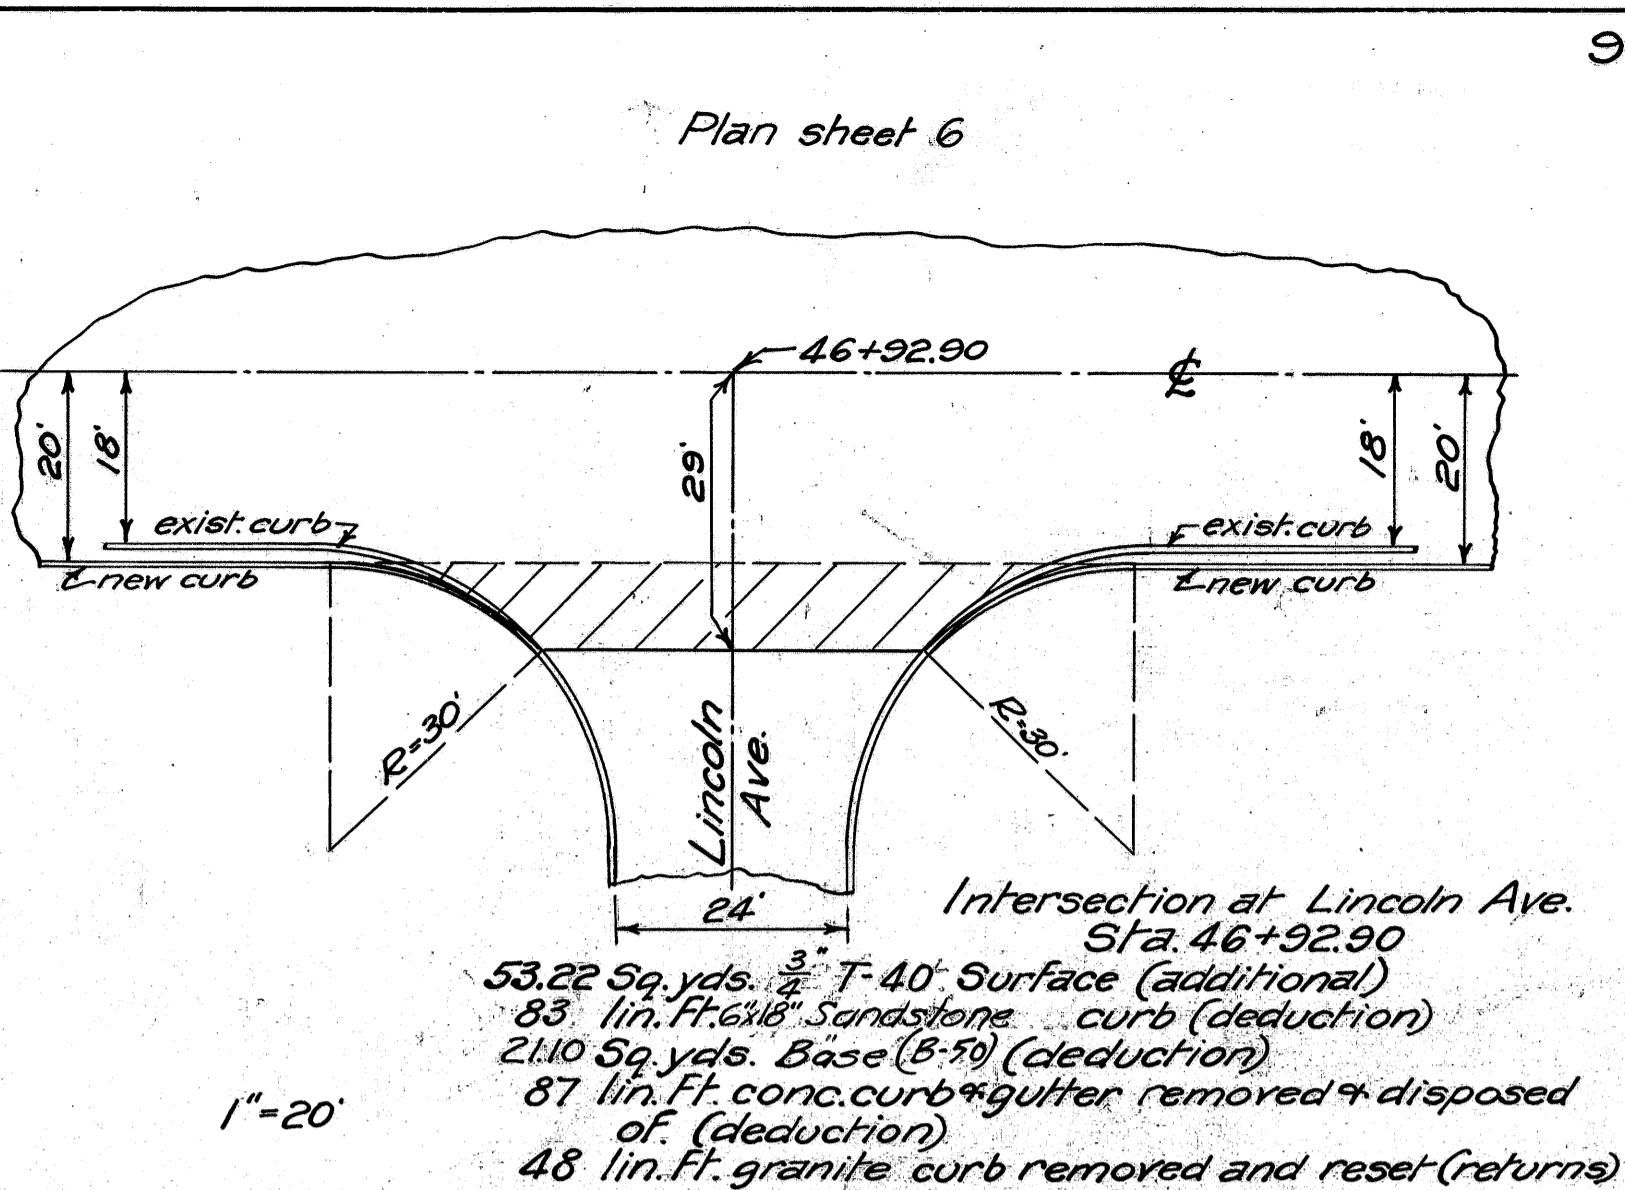 9
Plan sheet 6
46+92.90
℄
20'
18'
29'
18'
20'
exist. curb
exist. curb
new curb
new curb
R=30'
R=30'
Lincoln
Ave.
24'
Intersection at Lincoln Ave.
Sta. 46+92.90
53.22 Sq. yds. 3/4" T-40 Surface (additional)
83 lin. Ft. 6"x18" Sandstone curb (deduction)
21.10 Sq. yds. Base (B-50) (deduction)
87 lin. Ft. conc. curb & gutter removed & disposed
of. (deduction)
1"=20'
48 lin. Ft. granite curb removed and reset (returns)